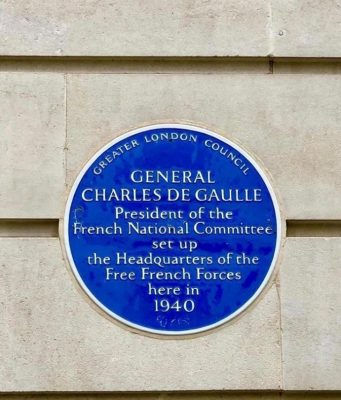 GREATER LONDON COUNCIL
GENERAL
CHARLES DE GAULLE
President of the
French National Committee
set up
the Headquarters of the
Free French Forces
here in
1940